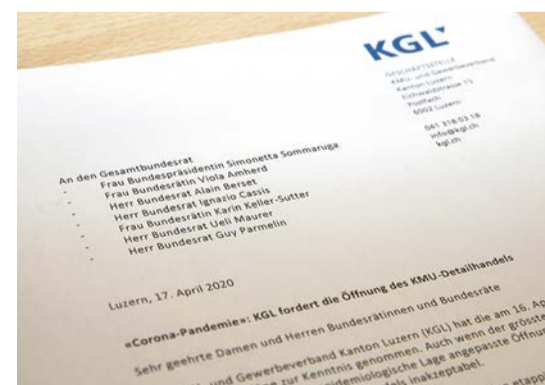 KGL
GESCHÄFTSSTELLE
KMU- und Gewerbeverband
Kanton Luzern
Eichwaldstrasse 15
Postfach
6002 Luzern
041 318 03 18
info@kgl.ch
kgl.ch
An den Gesamtbundesrat
- Frau Bundespräsidentin Simonetta Sommaruga
- Frau Bundesrätin Viola Amherd
- Herr Bundesrat Alain Berset
- Herr Bundesrat Ignazio Cassis
- Frau Bundesrätin Karin Keller-Sutter
- Herr Bundesrat Ueli Maurer
- Herr Bundesrat Guy Parmelin
Luzern, 17. April 2020
«Corona-Pandemie»: KGL fordert die Öffnung des KMU-Detailhandels
Sehr geehrte Damen und Herren Bundesrätinnen und Bundesräte
und Gewerbeverband Kanton Luzern (KGL) hat die am 16. Ap
zur Kenntnis genommen. Auch wenn der grösste
epidemiologische Lage angepasste Öffnun
inakzeptabel.